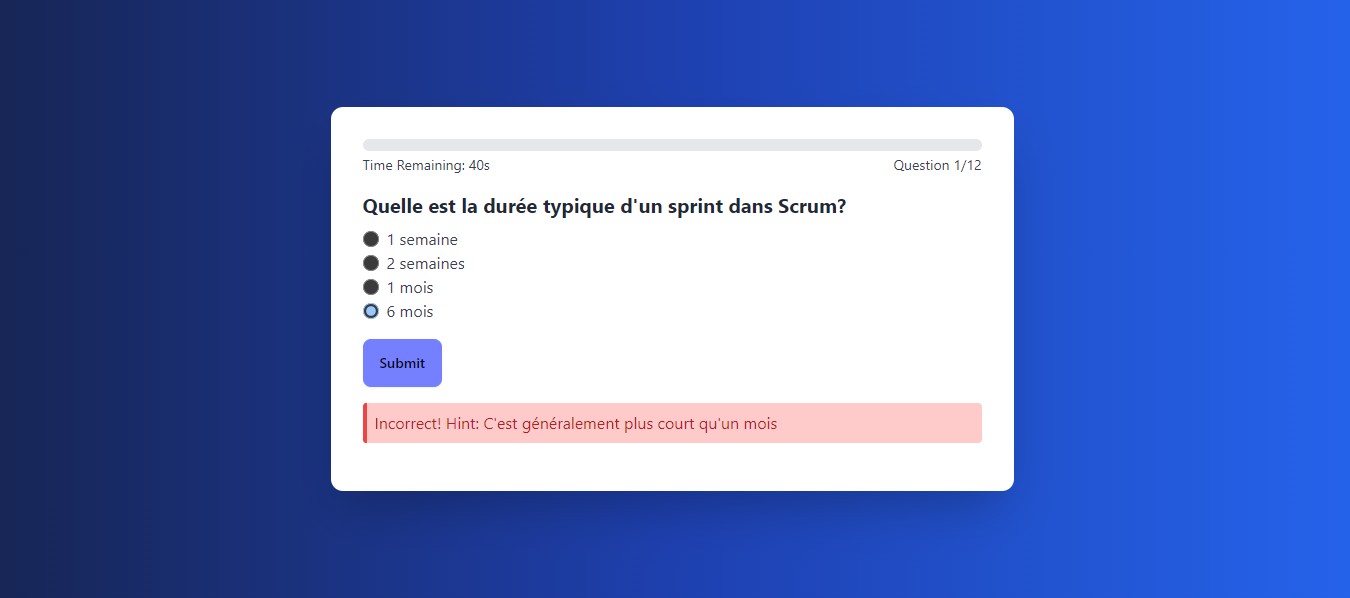 Time Remaining: 40s
Question 1/12
Quelle est la durée typique d'un sprint dans Scrum?
1 semaine
2 semaines
1 mois
6 mois
Submit
Incorrect! Hint: C'est généralement plus court qu'un mois